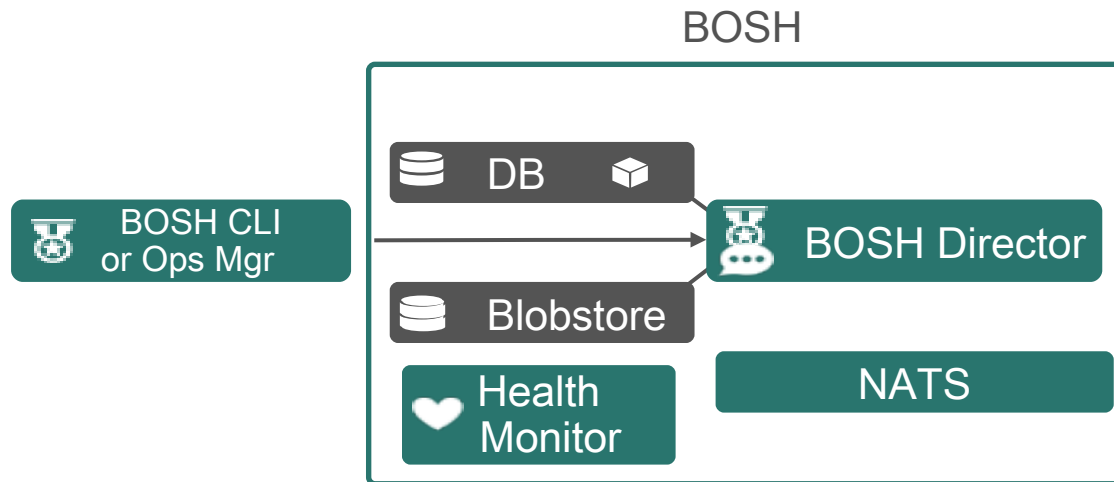 BOSH
DB
BOSH CLI
or Ops Mgr
BOSH Director
Blobstore
Health
Monitor
NATS